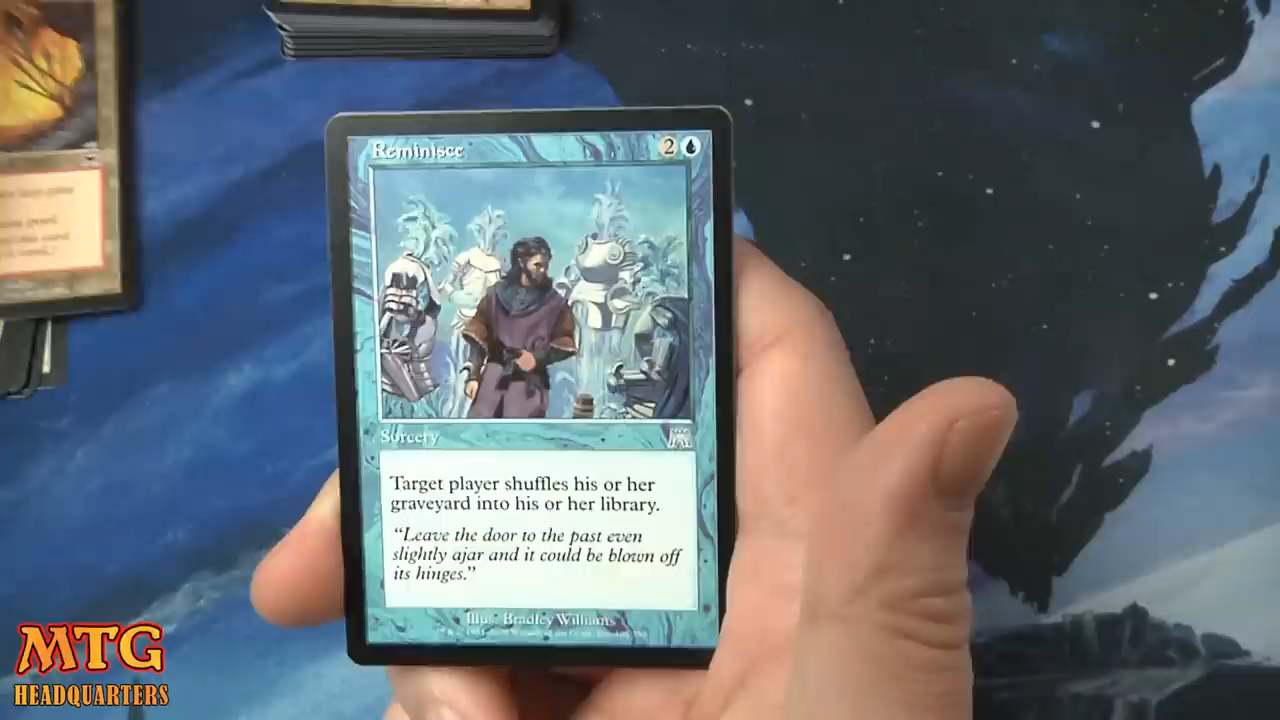 Reminisce 2
Sorcery
Target player shuffles his or her
graveyard into his or her library.
“Leave the door to the past even
slightly ajar and it could be blown off
its hinges.”
Illus. Bradley Williams
MTG
HEADQUARTERS